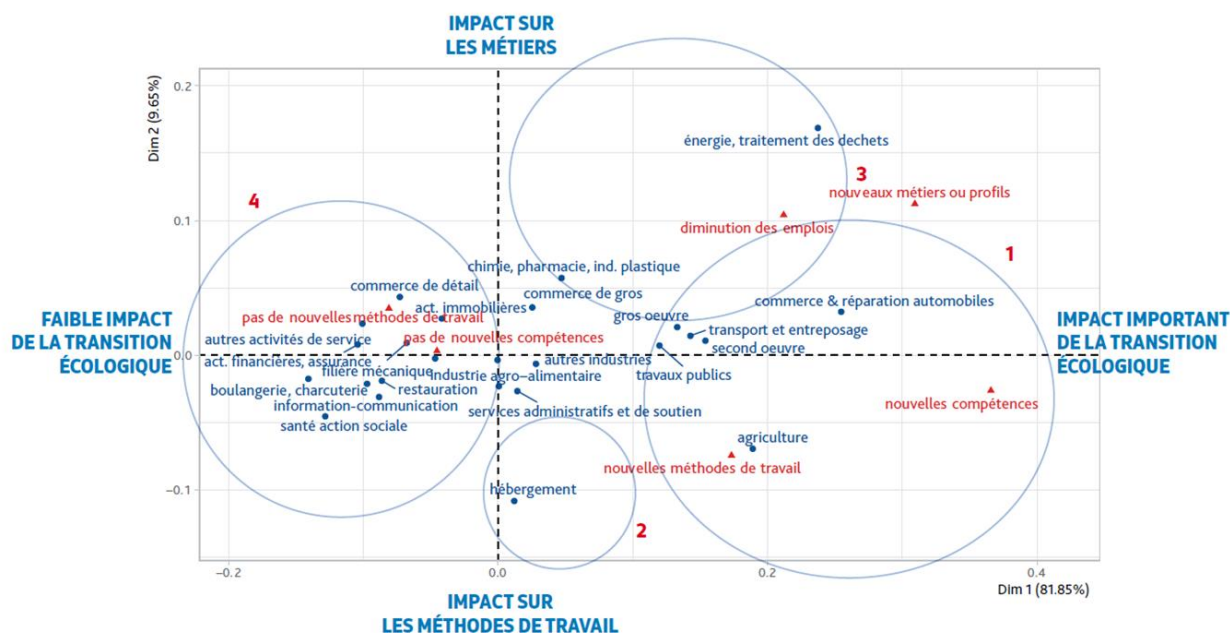 IMPACT SUR
LES MÉTIERS
Dim 2 (9.65%)
0.2
énergie, traitement des dechets
3
4
nouveaux métiers ou profils
0.1
diminution des emplois
1
chimie, pharmacie, ind. plastique
commerce de détail
commerce de gros
act. immobilières
commerce & réparation automobiles
pas de nouvelles méthodes de travail
gros oeuvre
FAIBLE IMPACT
DE LA TRANSITION
ÉCOLOGIQUE
IMPACT IMPORTANT
DE LA TRANSITION
ÉCOLOGIQUE
transport et entreposage
autres activités de service
pas de nouvelles compétences
second oeuvre
0.0
act. financières, assurance
autres industries
filière mécanique
industrie agro-alimentaire
travaux publics
boulangerie, charcuterie
restauration
nouvelles compétences
information-communication
services administratifs et de soutien
santé action sociale
agriculture
nouvelles méthodes de travail
hébergement
−0.1
2
−0.2
0.0
0.2
0.4
Dim 1 (81.85%)
IMPACT SUR
LES MÉTHODES DE TRAVAIL